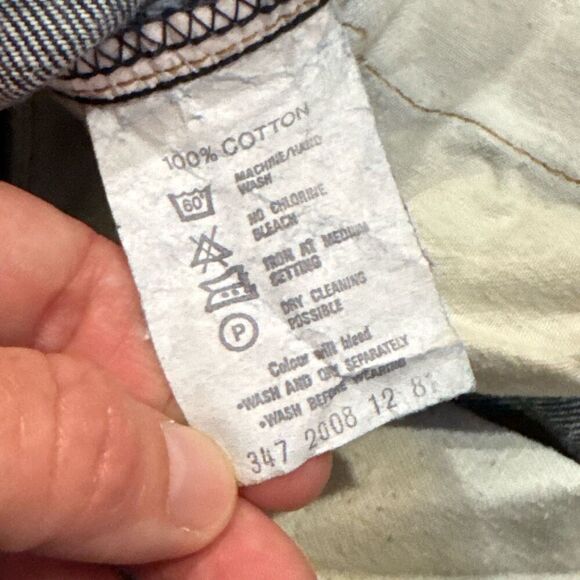 100% COTTON
60°
MACHINE/HAND
WASH
NO CHLORINE
BLEACH
IRON AT MEDIUM
SETTING
P
DRY CLEANING
POSSIBLE
Colour will bleed
•WASH AND DRY SEPARATELY
•WASH BEFORE WEARING
347 2008 12 8